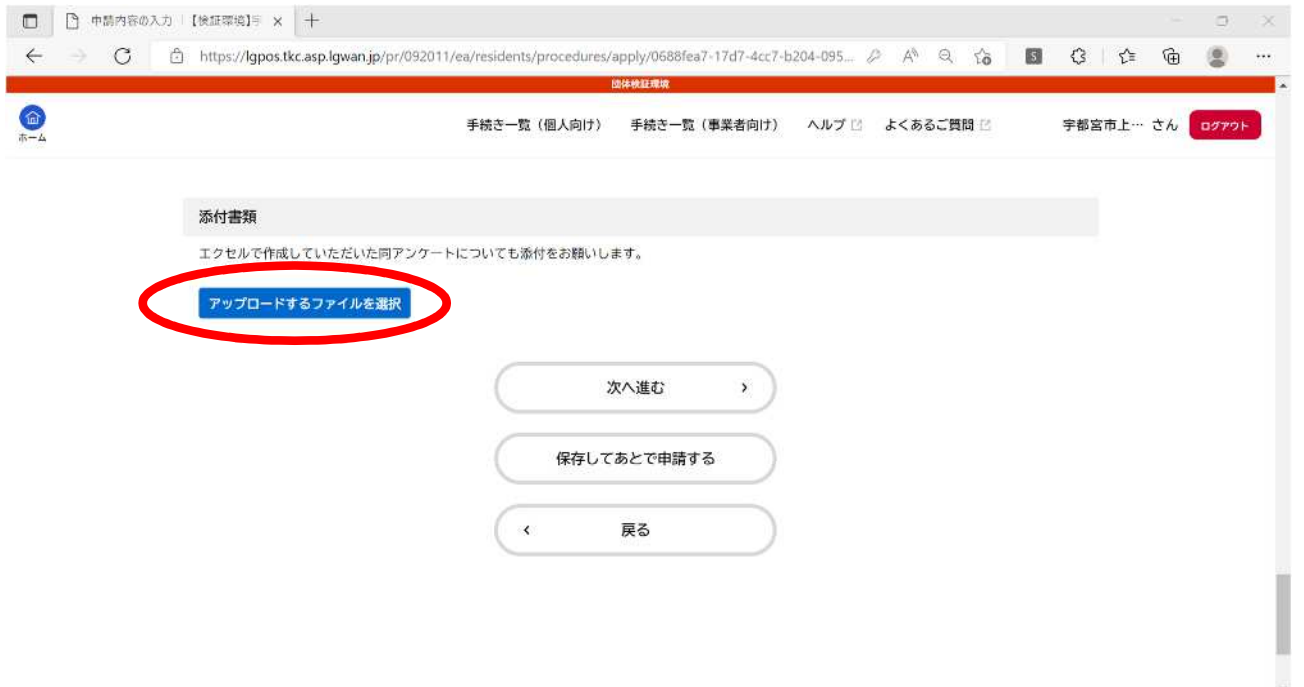 申請内容の入力 | 【検証環境】
https://lgpos.tkc.asp.lgwan.jp/pr/092011/ea/residents/procedures/apply/0688fea7-17d7-4cc7-b204-095...
団体検証環境
ホーム
手続き一覧（個人向け） 手続き一覧（事業者向け） ヘルプ よくあるご質問 宇都宮市上… さん ログアウト
添付書類
エクセルで作成していただいた同アンケートについても添付をお願いします。
アップロードするファイルを選択
次へ進む
保存してあとで申請する
戻る